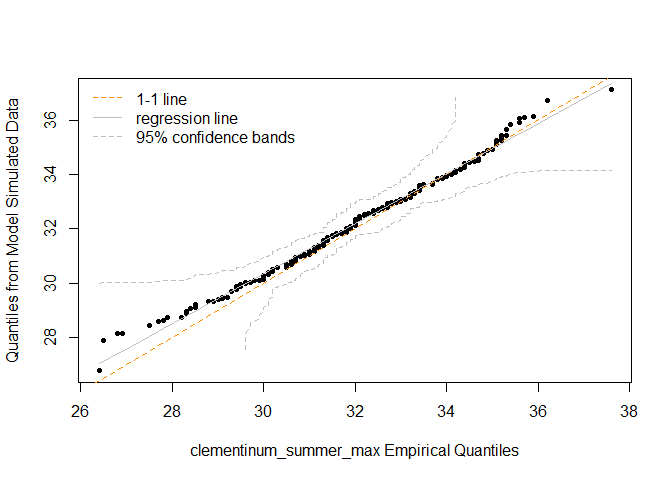 1-1 line
regression line
95% confidence bands
Quantiles from Model Simulated Data
36
34
32
30
28
26
28
30
32
34
36
38
clementinum_summer_max Empirical Quantiles